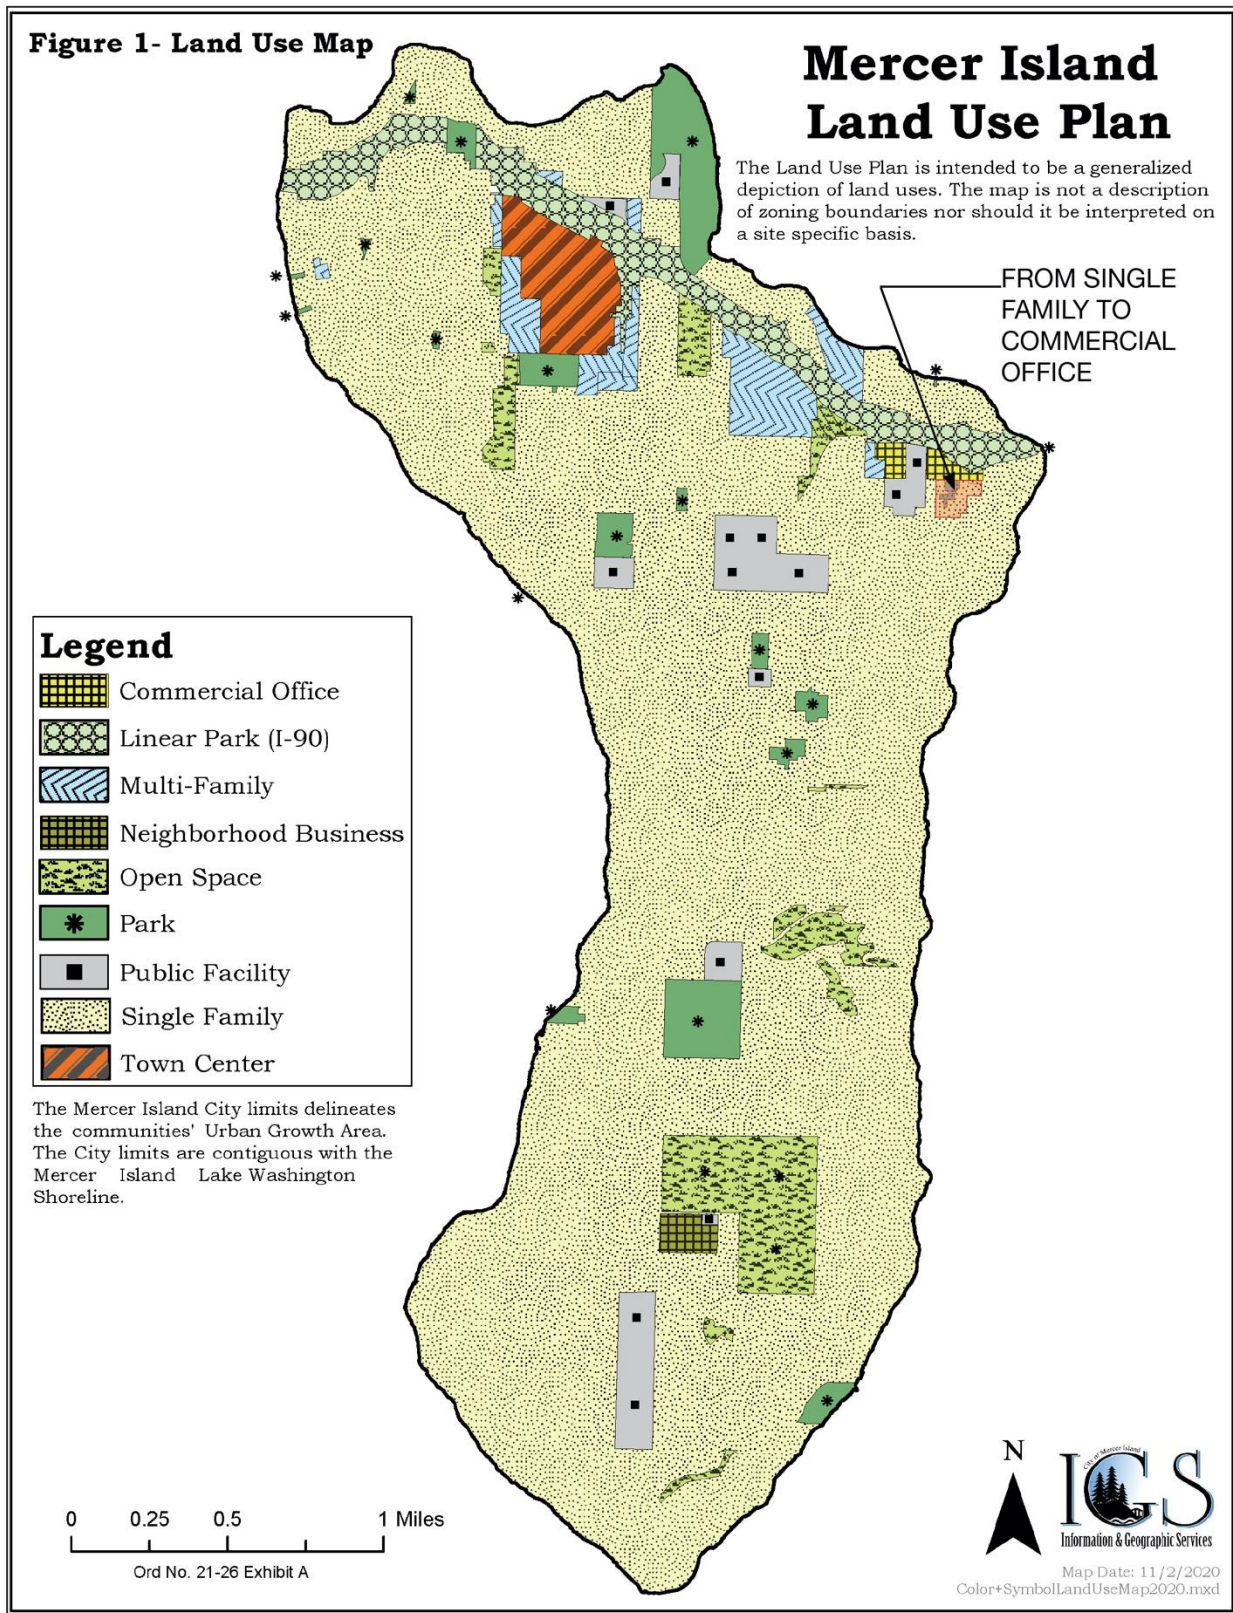 Figure 1- Land Use Map
Mercer Island
Land Use Plan
The Land Use Plan is intended to be a generalized
depiction of land uses. The map is not a description
of zoning boundaries nor should it be interpreted on
a site specific basis.
FROM SINGLE
FAMILY TO
COMMERCIAL
OFFICE
Legend
Commercial Office
Linear Park (I-90)
Multi-Family
Neighborhood Business
Open Space
Park
Public Facility
Single Family
Town Center
The Mercer Island City limits delineates
the communities' Urban Growth Area.
The City limits are contiguous with the
Mercer Island Lake Washington
Shoreline.
0 0.25 0.5 1 Miles
Ord No. 21-26 Exhibit A
N
City of Mercer Island
IGS
Information & Geographic Services
Map Date: 11/2/2020
Color+SymbolLandUseMap2020.mxd